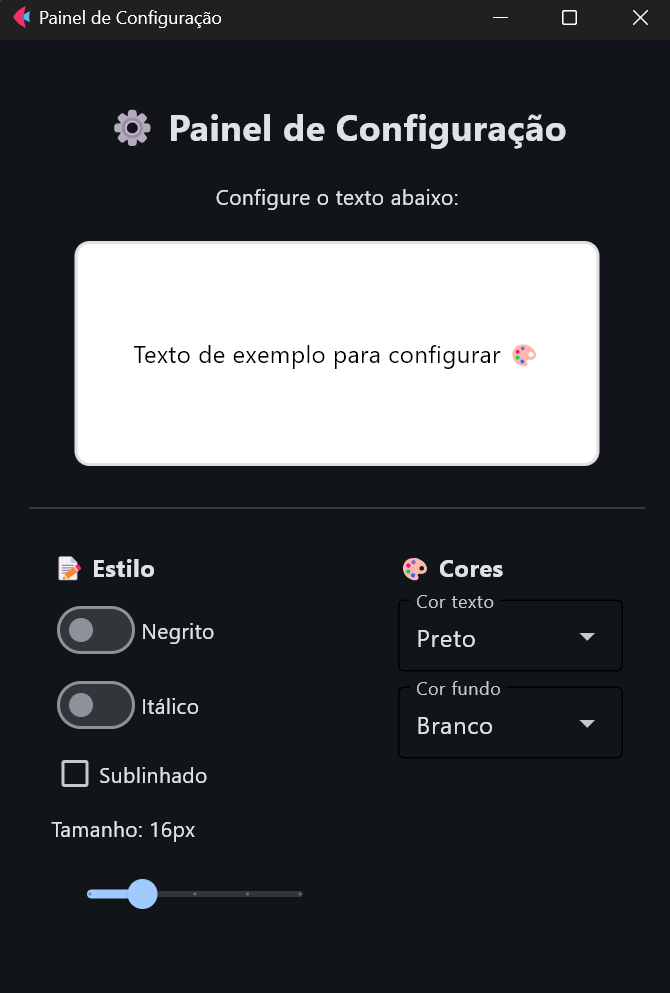 Painel de Configuração
⚙️ Painel de Configuração
Configure o texto abaixo:
Texto de exemplo para configurar 🎨
📝 Estilo
Negrito
Itálico
Sublinhado
Tamanho: 16px
🎨 Cores
Cor texto
Preto
Cor fundo
Branco